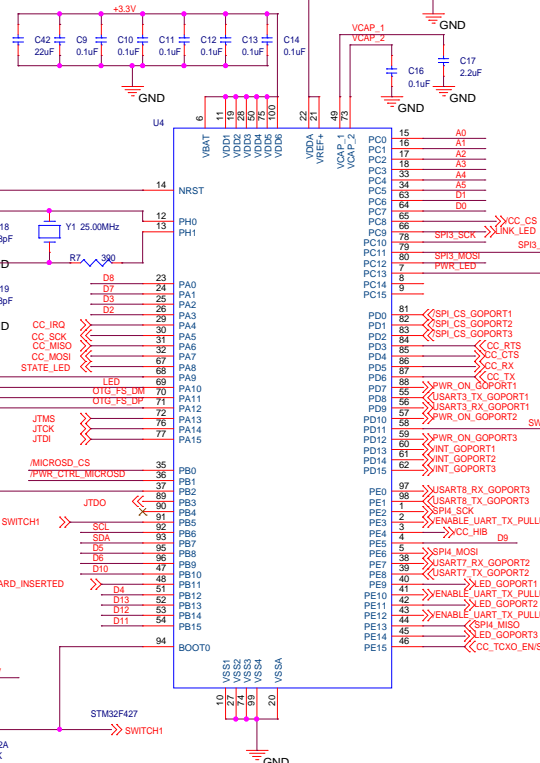 +3.3V
GND
VCAP_1
VCAP_2
C42 C9 C10 C11 C12 C13 C14
22uF 0.1uF 0.1uF 0.1uF 0.1uF 0.1uF 0.1uF
C17
2.2uF
C16
0.1uF
GND
GND
GND
U4
6 11 19 28 50 75 100 22 21 49 73
VBAT VDD1 VDD2 VDD3 VDD4 VDD5 VDD6 VDDA VREF+ VCAP_1 VCAP_2
14 NRST
12 PH0
13 PH1
18
8pF
Y1 25.00MHz
R7 390
D
19
8pF
D
D8 23 PA0
D7 24 PA1
D3 25 PA2
D2 26 PA3
CC_IRQ 29 PA4
CC_SCK 30 PA5
CC_MISO 31 PA6
CC_MOSI 32 PA7
STATE_LED 67 PA8
68 PA9
LED 69 PA10
OTG_FS_DM 70 PA11
OTG_FS_DP 71 PA12
JTMS 72 PA13
JTCK 76 PA14
JTDI 77 PA15
/MICROSD_CS 35 PB0
/PWR_CTRL_MICROSD 36 PB1
37 PB2
JTDO 89 PB3
90 PB4
SWITCH1 91 PB5
SCL 92 PB6
SDA 93 PB7
D5 95 PB8
D6 96 PB9
D10 47 PB10
ARD_INSERTED 48 PB11
D4 51 PB12
D13 52 PB13
D12 53 PB14
D11 54 PB15
94 BOOT0
PC0 15 A0
PC1 16 A1
PC2 17 A2
PC3 18 A3
PC4 33 A4
PC5 34 A5
PC6 63 D1
PC7 64 D0
PC8 65 /CC_CS
PC9 66 LINK_LED
PC10 78 SPI3_SCK
PC11 79 SPI3_
PC12 80 SPI3_MOSI
PC13 7 PWR_LED
PC14 8
PC15 9
PD0 81 /SPI_CS_GOPORT1
PD1 82 /SPI_CS_GOPORT2
PD2 83 /SPI_CS_GOPORT3
PD3 84 CC_RTS
PD4 85 CC_CTS
PD5 86 CC_RX
PD6 87 CC_TX
PD7 88 PWR_ON_GOPORT1
PD8 55 USART3_TX_GOPORT1
PD9 56 USART3_RX_GOPORT1
PD10 57 PWR_ON_GOPORT2
PD11 58 SW
PD12 59 PWR_ON_GOPORT3
PD13 60 /INT_GOPORT1
PD14 61 /INT_GOPORT2
PD15 62 /INT_GOPORT3
PE0 97 USART8_RX_GOPORT3
PE1 98 USART8_TX_GOPORT3
PE2 1 SPI4_SCK
PE3 2 /ENABLE_UART_TX_PULLU
PE4 3 /CC_HIB
PE5 4 D9
PE6 5 SPI4_MOSI
PE7 38 USART7_RX_GOPORT2
PE8 39 USART7_TX_GOPORT2
PE9 40 LED_GOPORT1
PE10 41 /ENABLE_UART_TX_PULLU
PE11 42 LED_GOPORT2
PE12 43 /ENABLE_UART_TX_PULLU
PE13 44 SPI4_MISO
PE14 45 LED_GOPORT3
PE15 46 CC_TCXO_EN/S
VSS1 VSS2 VSS3 VSS4 VSSA
10 27 74 99 20
STM32F427
SWITCH1
2A
K
GND